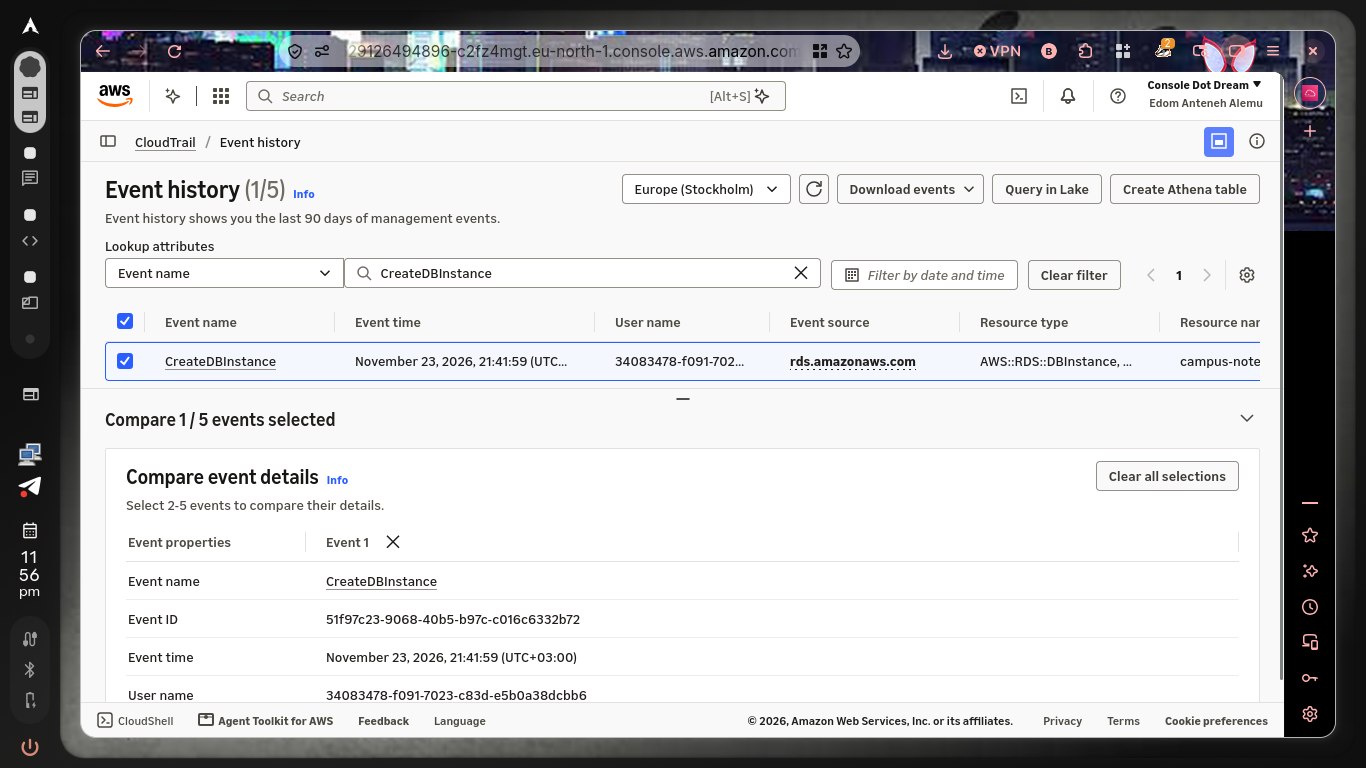 29126494896-c2fz4mgt.eu-north-1.console.aws.amazon.com
VPN
B
2
aws
Search
[Alt+S]
Console Dot Dream
Edom Anteneh Alemu
CloudTrail / Event history
Event history (1/5) Info
Europe (Stockholm)
Download events
Query in Lake
Create Athena table
Event history shows you the last 90 days of management events.
Lookup attributes
Event name
CreateDBInstance
Filter by date and time
Clear filter
1
Event name Event time User name Event source Resource type Resource nar
CreateDBInstance November 23, 2026, 21:41:59 (UTC... 34083478-f091-702... rds.amazonaws.com AWS::RDS::DBInstance, ... campus-note
Compare 1 / 5 events selected
Compare event details Info
Clear all selections
Select 2-5 events to compare their details.
Event properties Event 1
Event name CreateDBInstance
Event ID 51f97c23-9068-40b5-b97c-c016c6332b72
Event time November 23, 2026, 21:41:59 (UTC+03:00)
User name 34083478-f091-7023-c83d-e5b0a38dcbb6
CloudShell Agent Toolkit for AWS Feedback Language © 2026, Amazon Web Services, Inc. or its affiliates. Privacy Terms Cookie preferences
11
56
pm